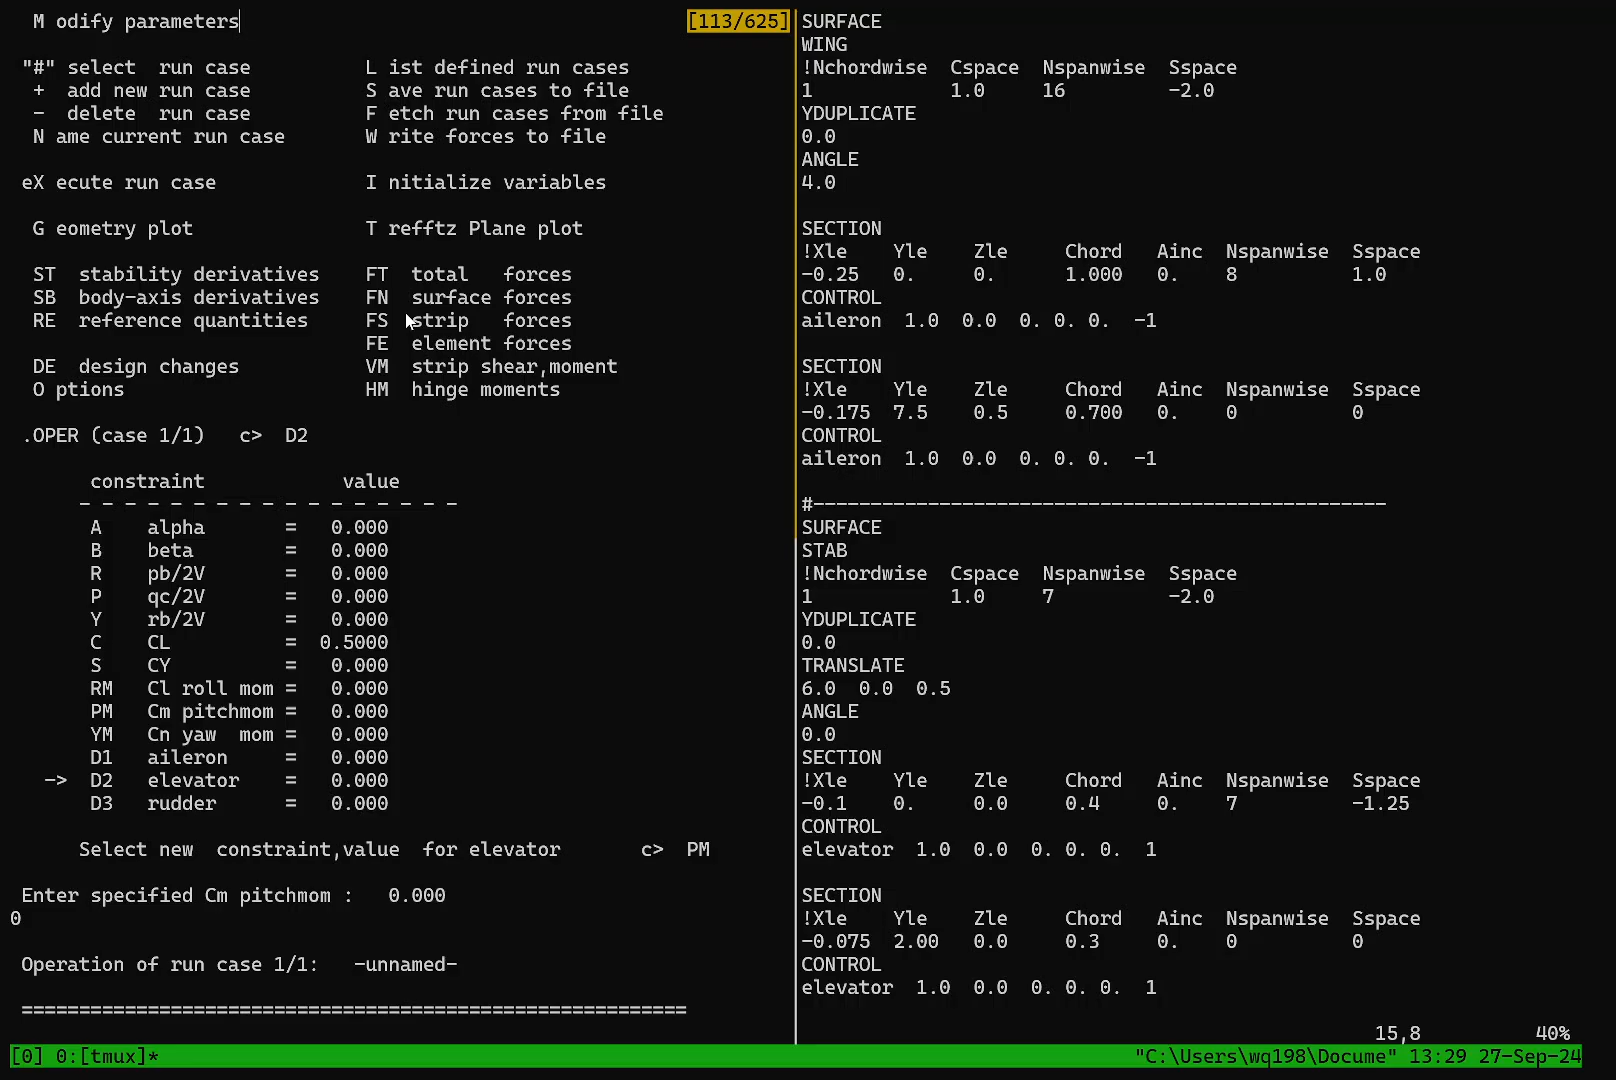 M odify parameters
[113/625]
"#" select run case L ist defined run cases
+ add new run case S ave run cases to file
- delete run case F etch run cases from file
N ame current run case W rite forces to file
eX ecute run case I nitialize variables
G eometry plot T refftz Plane plot
ST stability derivatives FT total forces
SB body-axis derivatives FN surface forces
RE reference quantities FS strip forces
FE element forces
DE design changes VM strip shear,moment
O ptions HM hinge moments
.OPER (case 1/1) c> D2
constraint value
- - - - - - - - - - - - - - - - -
A alpha = 0.000
B beta = 0.000
R pb/2V = 0.000
P qc/2V = 0.000
Y rb/2V = 0.000
C CL = 0.5000
S CY = 0.000
RM Cl roll mom = 0.000
PM Cm pitchmom = 0.000
YM Cn yaw mom = 0.000
D1 aileron = 0.000
-> D2 elevator = 0.000
D3 rudder = 0.000
Select new constraint,value for elevator c> PM
Enter specified Cm pitchmom : 0.000
0
Operation of run case 1/1: -unnamed-
==========================================================
SURFACE
WING
!Nchordwise Cspace Nspanwise Sspace
1 1.0 16 -2.0
YDUPLICATE
0.0
ANGLE
4.0
SECTION
!Xle Yle Zle Chord Ainc Nspanwise Sspace
-0.25 0. 0. 1.000 0. 8 1.0
CONTROL
aileron 1.0 0.0 0. 0. 0. -1
SECTION
!Xle Yle Zle Chord Ainc Nspanwise Sspace
-0.175 7.5 0.5 0.700 0. 0 0
CONTROL
aileron 1.0 0.0 0. 0. 0. -1
#--------------------------------------------------
SURFACE
STAB
!Nchordwise Cspace Nspanwise Sspace
1 1.0 7 -2.0
YDUPLICATE
0.0
TRANSLATE
6.0 0.0 0.5
ANGLE
0.0
SECTION
!Xle Yle Zle Chord Ainc Nspanwise Sspace
-0.1 0. 0.0 0.4 0. 7 -1.25
CONTROL
elevator 1.0 0.0 0. 0. 0. 1
SECTION
!Xle Yle Zle Chord Ainc Nspanwise Sspace
-0.075 2.00 0.0 0.3 0. 0 0
CONTROL
elevator 1.0 0.0 0. 0. 0. 1
15,8 40%
[0] 0:[tmux]* "C:\Users\wq198\Docume" 13:29 27-Sep-24